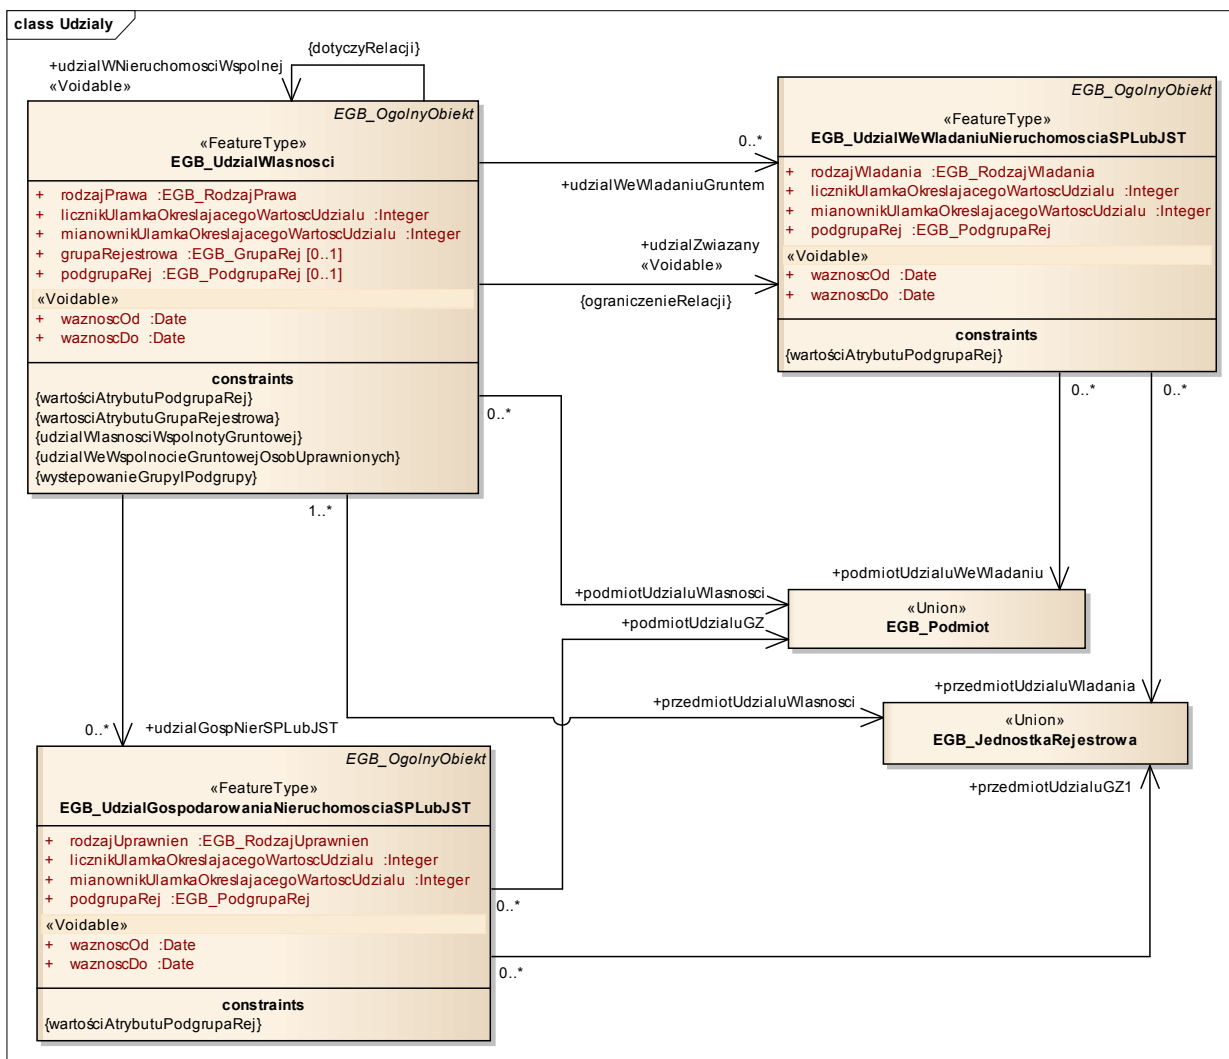 class Udzialy
{dotyczyRelacji}
+udzialWNieruchomosciWspolnej
«Voidable»
EGB_OgolnyObiekt
«FeatureType»
EGB_UdzialWlasnosci
+ rodzajPrawa :EGB_RodzajPrawa
+ licznikUlamkaOkreslajacegoWartoscUdzialu :Integer
+ mianownikUlamkaOkreslajacegoWartoscUdzialu :Integer
+ grupaRejestrowa :EGB_GrupaRej [0..1]
+ podgrupaRej :EGB_PodgrupaRej [0..1]
«Voidable»
+ waznoscOd :Date
+ waznoscDo :Date
constraints
{wartościAtrybutuPodgrupaRej}
{wartosciAtrybutuGrupaRejestrowa}
{udzialWlasnosciWspolnotyGruntowej}
{udzialWeWspolnocieGruntowejOsobUprawnionych}
{wystepowanieGrupyIPodgrupy}
0..*
+udzialWeWladaniuGruntem
+udzialZwiazany
«Voidable»
{ograniczenieRelacji}
EGB_OgolnyObiekt
«FeatureType»
EGB_UdzialWeWladaniuNieruchomosciaSPLubJST
+ rodzajWladania :EGB_RodzajWladania
+ licznikUlamkaOkreslajacegoWartoscUdzialu :Integer
+ mianownikUlamkaOkreslajacegoWartoscUdzialu :Integer
+ podgrupaRej :EGB_PodgrupaRej
«Voidable»
+ waznoscOd :Date
+ waznoscDo :Date
constraints
{wartościAtrybutuPodgrupaRej}
0..*
0..*
0..*
1..*
+podmiotUdzialuWeWladaniu
+podmiotUdzialuWlasnosci
+podmiotUdzialuGZ
«Union»
EGB_Podmiot
+przedmiotUdzialuWladania
+przedmiotUdzialuWlasnosci
«Union»
EGB_JednostkaRejestrowa
+przedmiotUdzialuGZ1
0..*
+udzialGospNierSPLubJST
EGB_OgolnyObiekt
«FeatureType»
EGB_UdzialGospodarowaniaNieruchomosciaSPLubJST
+ rodzajUprawnien :EGB_RodzajUprawnien
+ licznikUlamkaOkreslajacegoWartoscUdzialu :Integer
+ mianownikUlamkaOkreslajacegoWartoscUdzialu :Integer
+ podgrupaRej :EGB_PodgrupaRej
«Voidable»
+ waznoscOd :Date
+ waznoscDo :Date
constraints
{wartościAtrybutuPodgrupaRej}
0..*
0..*